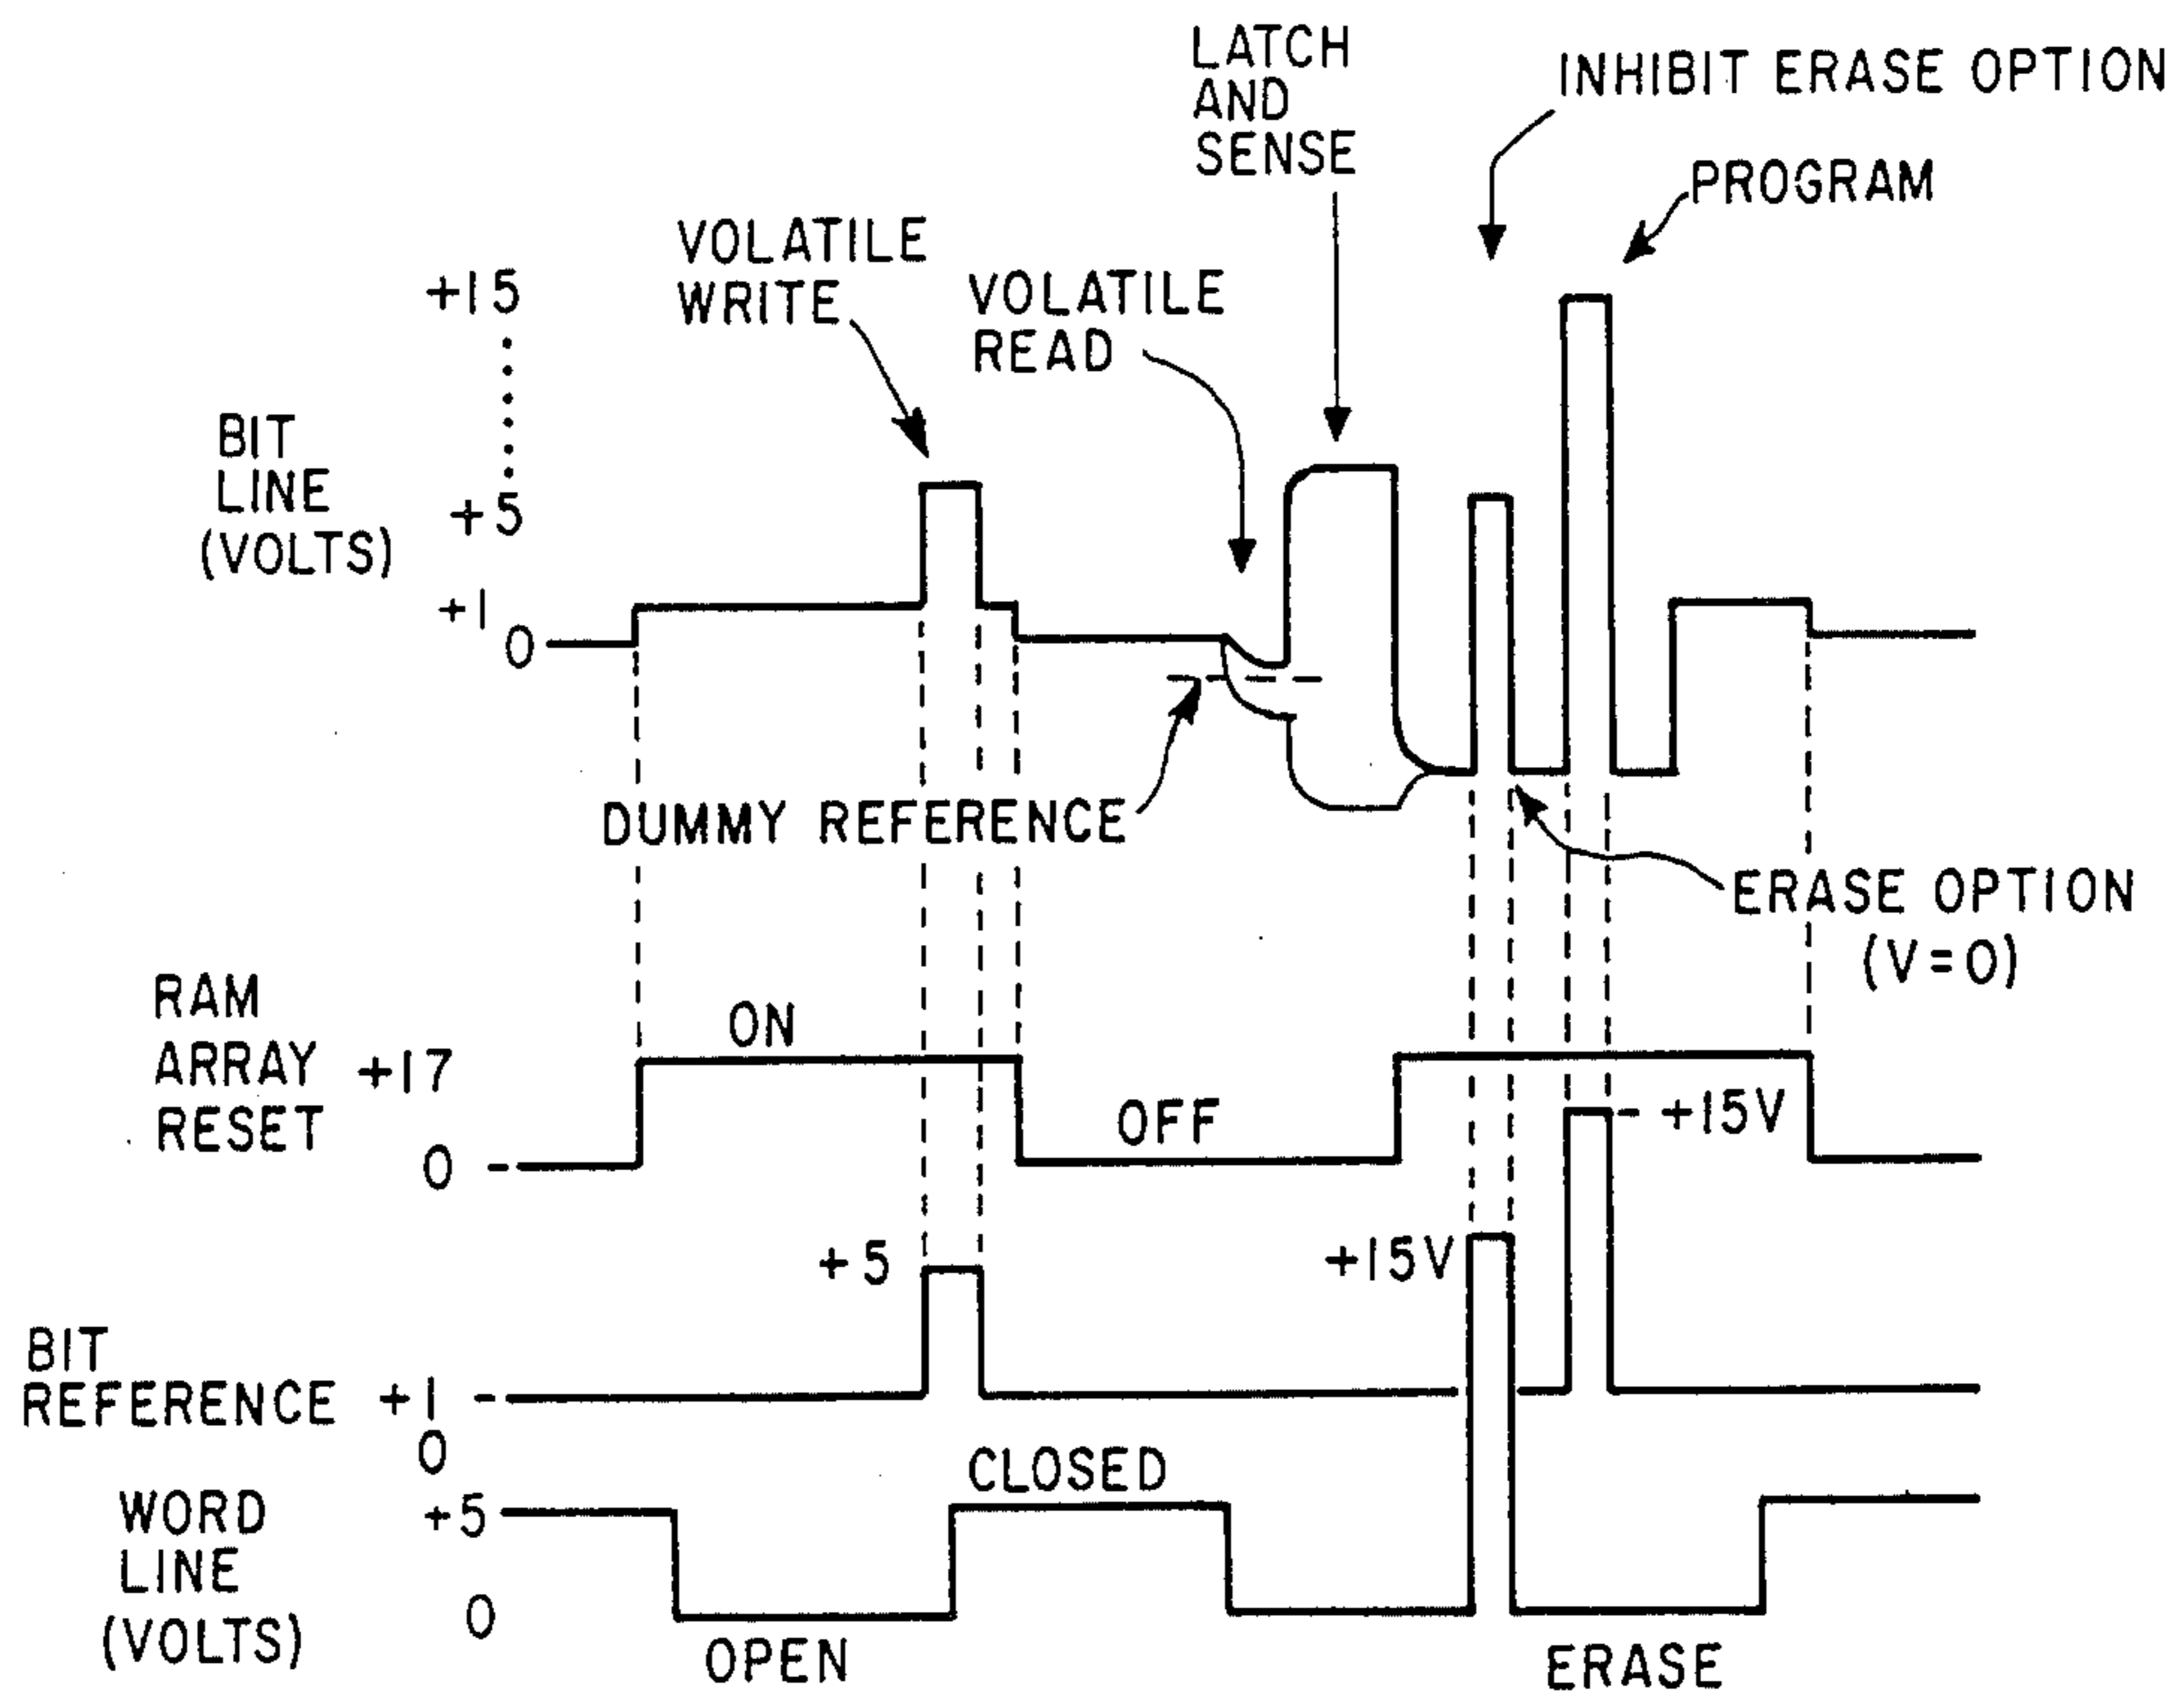 LATCH
AND
SENSE
INHIBIT ERASE OPTION
PROGRAM
VOLATILE
WRITE
VOLATILE
READ
+15
BIT
LINE
(VOLTS)
+5
+1
0
DUMMY REFERENCE
ERASE OPTION
(V=0)
RAM
ARRAY
RESET
+17
0
ON
OFF
+15V
+5
+15V
BIT
REFERENCE
+1
0
CLOSED
WORD
LINE
(VOLTS)
+5
0
OPEN
ERASE